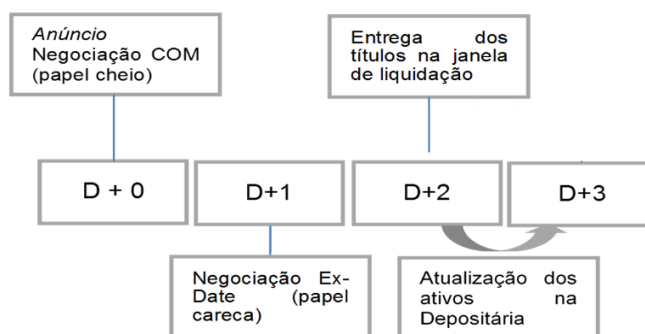 Anúncio
Negociação COM
(papel cheio)
Entrega dos
títulos na janela
de liquidação
D + 0
D+1
D+2
D+3
Negociação Ex-
Date (papel
careca)
Atualização dos
ativos na
Depositária